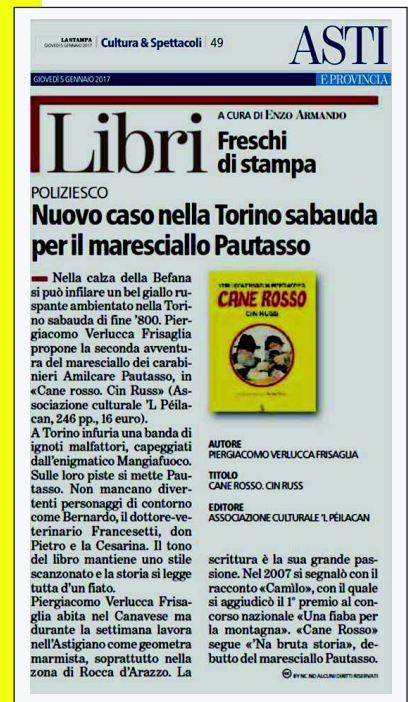 LA STAMPA
GIOVEDÌ 5 GENNAIO 2017
Cultura & Spettacoli | 49
ASTI
GIOVEDÌ 5 GENNAIO 2017
E PROVINCIA
Libri
A CURA DI ENZO ARMANDO
Freschi
di stampa
POLIZIESCO
Nuovo caso nella Torino sabauda
per il maresciallo Pautasso
Nella calza della Befana
si può infilare un bel giallo ru-
spante ambientato nella Tori-
no sabauda di fine '800. Pier-
giacomo Verlucca Frisaglia
propone la seconda avventu-
ra del maresciallo dei carabi-
nieri Amilcare Pautasso, in
«Cane rosso. Cin Russ» (As-
sociazione culturale 'L Péila-
can, 246 pp., 16 euro).
A Torino infuria una banda di
ignoti malfattori, capeggiati
dall'enigmatico Mangiafuoco.
Sulle loro piste si mette Pau-
tasso. Non mancano diver-
tenti personaggi di contorno
come Bernardo, il dottore-ve-
terinario Francesetti, don
Pietro e la Cesarina. Il tono
del libro mantiene uno stile
scanzonato e la storia si legge
tutta d'un fiato.
Piergiacomo Verlucca Frisa-
glia abita nel Canavese ma
durante la settimana lavora
nell'Astigiano come geometra
marmista, soprattutto nella
zona di Rocca d'Arazzo. La
CANE ROSSO
CIN RUSS
AUTORE
PIERGIACOMO VERLUCCA FRISAGLIA
TITOLO
CANE ROSSO. CIN RUSS
EDITORE
ASSOCIAZIONE CULTURALE 'L PÉILACAN
scrittura è la sua grande pas-
sione. Nel 2007 si segnalò con il
racconto «Camìlo», con il quale
si aggiudicò il 1° premio al con-
corso nazionale «Una fiaba per
la montagna». «Cane Rosso»
segue «'Na bruta storia», de-
butto del maresciallo Pautasso.
BY NC ND ALCUNI DIRITTI RISERVATI